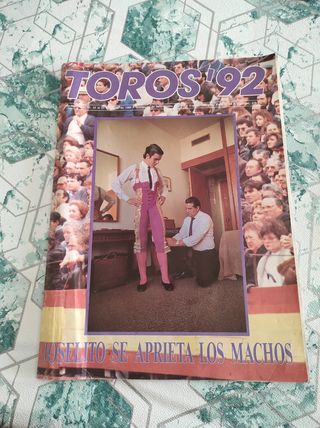 TOROS'92
JOSELITO SE APRIETA LOS MACHOS